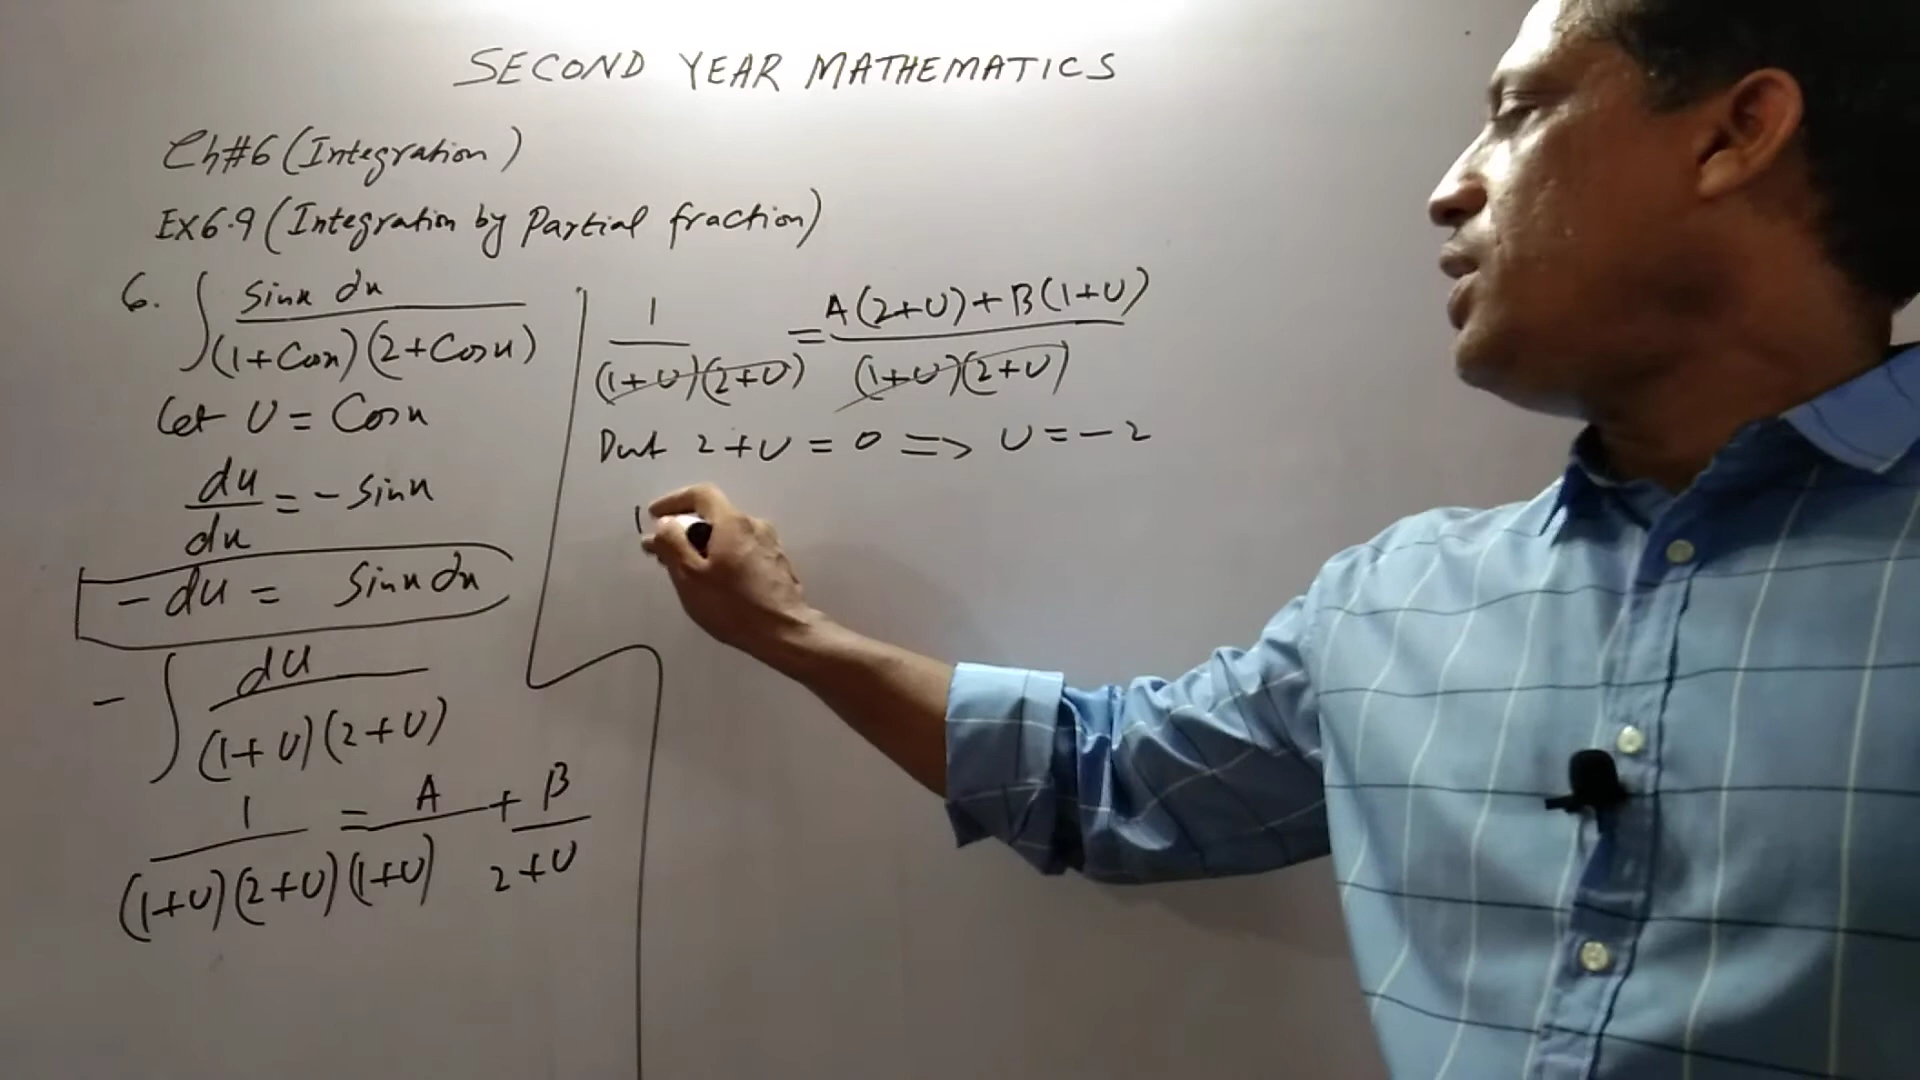 SECOND YEAR MATHEMATICS
Ch#6 (Integration)
EX6.9 (Integration by Partial fraction)
6. ∫ Sinx dx / (1+Cosx)(2+Cosx)
Let U = Cosx
du/dx = - Sinx
- du = Sinx dx
- ∫ du / (1+U)(2+U)
1 / (1+U)(2+U) = A / (1+U) + B / 2+U
1 / (1+U)(2+U) = A(2+U)+B(1+U) / (1+U)(2+U)
Put 2+U = 0 => U = -2
1